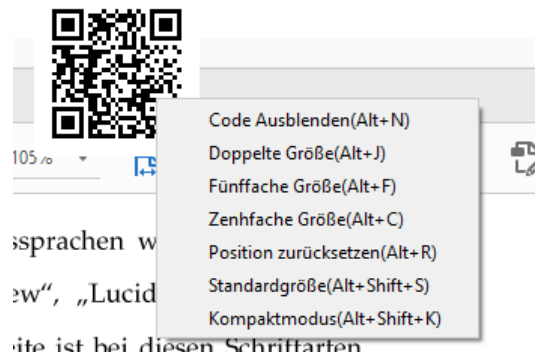 Code Ausblenden(Alt+N)
Doppelte Größe(Alt+J)
105%
Fünffache Größe(Alt+F)
Zenhfache Größe(Alt+C)
ssprachen w
Position zurücksetzen(Alt+R)
ew“, „Lucid
Standardgröße(Alt+Shift+S)
Kompaktmodus(Alt+Shift+K)
eite ist bei diesen Schriftarten